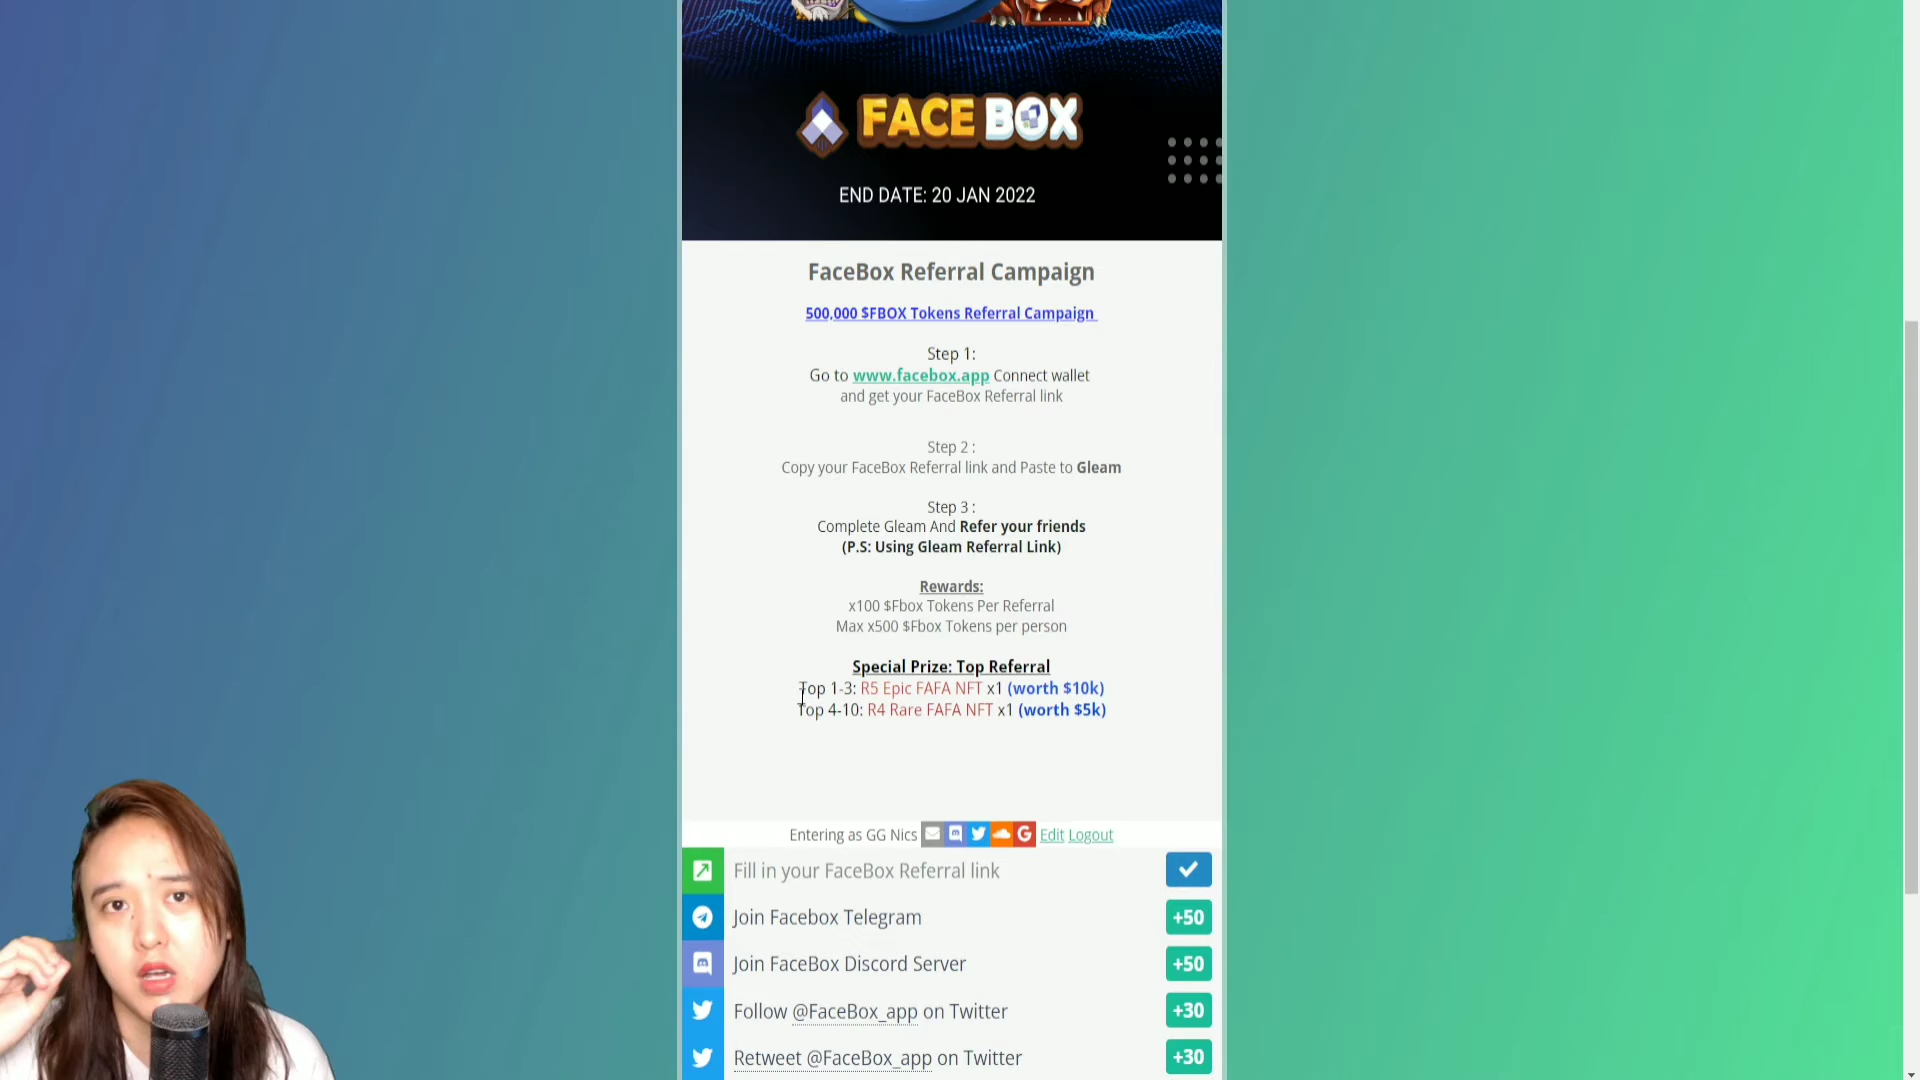 FACE BOX
END DATE: 20 JAN 2022
FaceBox Referral Campaign
500,000 $FBOX Tokens Referral Campaign
Step 1:
Go to www.facebox.app Connect wallet
and get your FaceBox Referral link
Step 2 :
Copy your FaceBox Referral link and Paste to Gleam
Step 3 :
Complete Gleam And Refer your friends
(P.S: Using Gleam Referral Link)
Rewards:
x100 $Fbox Tokens Per Referral
Max x500 $Fbox Tokens per person
Special Prize: Top Referral
Top 1-3: R5 Epic FAFA NFT x1 (worth $10k)
Top 4-10: R4 Rare FAFA NFT x1 (worth $5k)
Entering as GG Nics G Edit Logout
Fill in your FaceBox Referral link
Join Facebox Telegram +50
Join FaceBox Discord Server +50
Follow @FaceBox_app on Twitter +30
Retweet @FaceBox_app on Twitter +30